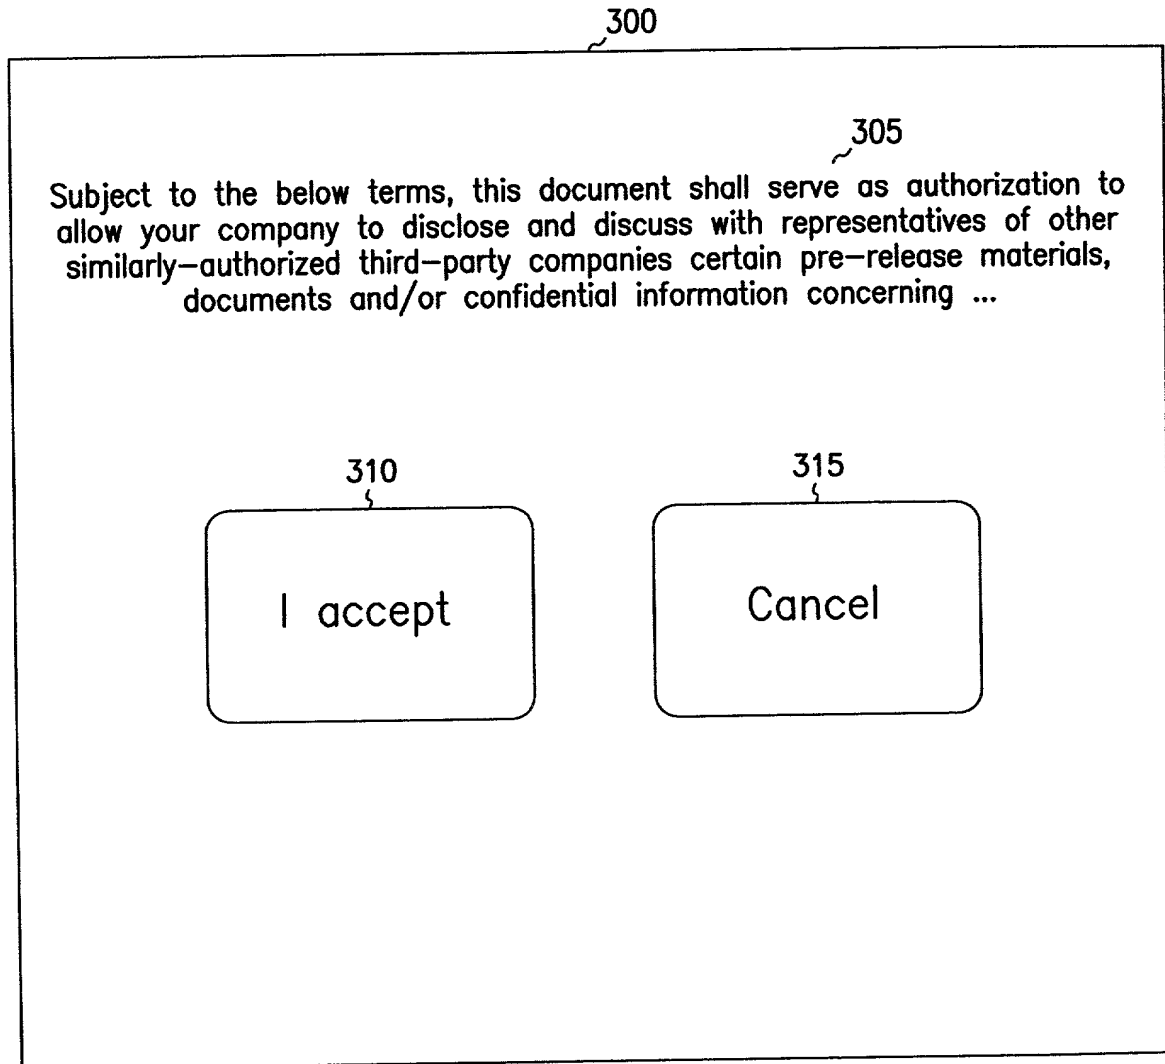 300
305
Subject to the below terms, this document shall serve as authorization to
allow your company to disclose and discuss with representatives of other
similarly-authorized third-party companies certain pre-release materials,
documents and/or confidential information concerning ...
310
315
I accept
Cancel